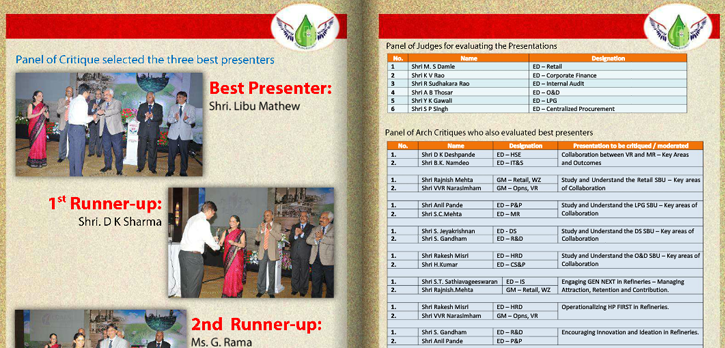 Panel of Critique selected the three best presenters
Best Presenter:
Shri. Libu Mathew
1st Runner-up:
Shri. D K Sharma
2nd Runner-up:
Ms. G. Rama
Panel of Judges for evaluating the Presentations
No. Name Designation
1 Shri M. S Damle ED – Retail
2 Shri K V Rao ED – Corporate Finance
3 Shri R Sudhakara Rao ED – Internal Audit
4 Shri A B Thosar ED – O&D
5 Shri Y K Gawali ED – LPG
6 Shri S P Singh ED – Centralized Procurement
Panel of Arch Critiques who also evaluated best presenters
No. Name Designation Presentation to be critiqued / moderated
1. Shri D K Deshpande ED – HSE Collaboration between VR and MR – Key Areas
2. Shri B.K. Namdeo ED – IT&S and Outcomes
1. Shri Rajnish Mehta GM – Retail, WZ Study and Understand the Retail SBU – Key areas
2. Shri VVR Narasimham GM – Opns, VR of Collaboration
1. Shri Anil Pande ED – P&P Study and Understand the LPG SBU – Key areas of
2. Shri S.C.Mehta ED – MR Collaboration
1. Shri S. Jeyakrishnan ED - DS Study and Understand the DS SBU – Key areas of
2. Shri S. Gandham ED – R&D Collaboration
1. Shri Rakesh Misri ED – HRD Study and Understand the O&D SBU – Key areas of
2. Shri H.Kumar ED – CS&P Collaboration
1. Shri S.T. Sathiavageeswaran ED – IS Engaging GEN NEXT in Refineries – Managing
2. Shri Rajnish.Mehta GM – Retail, WZ Attraction, Retention and Contribution.
1. Shri Rakesh Misri ED – HRD Operationalizing HP FIRST in Refineries.
2. Shri VVR Narasimham GM – Opns, VR
1. Shri S. Gandham ED – R&D Encouraging Innovation and Ideation in Refineries.
2. Shri Anil Pande ED – P&P